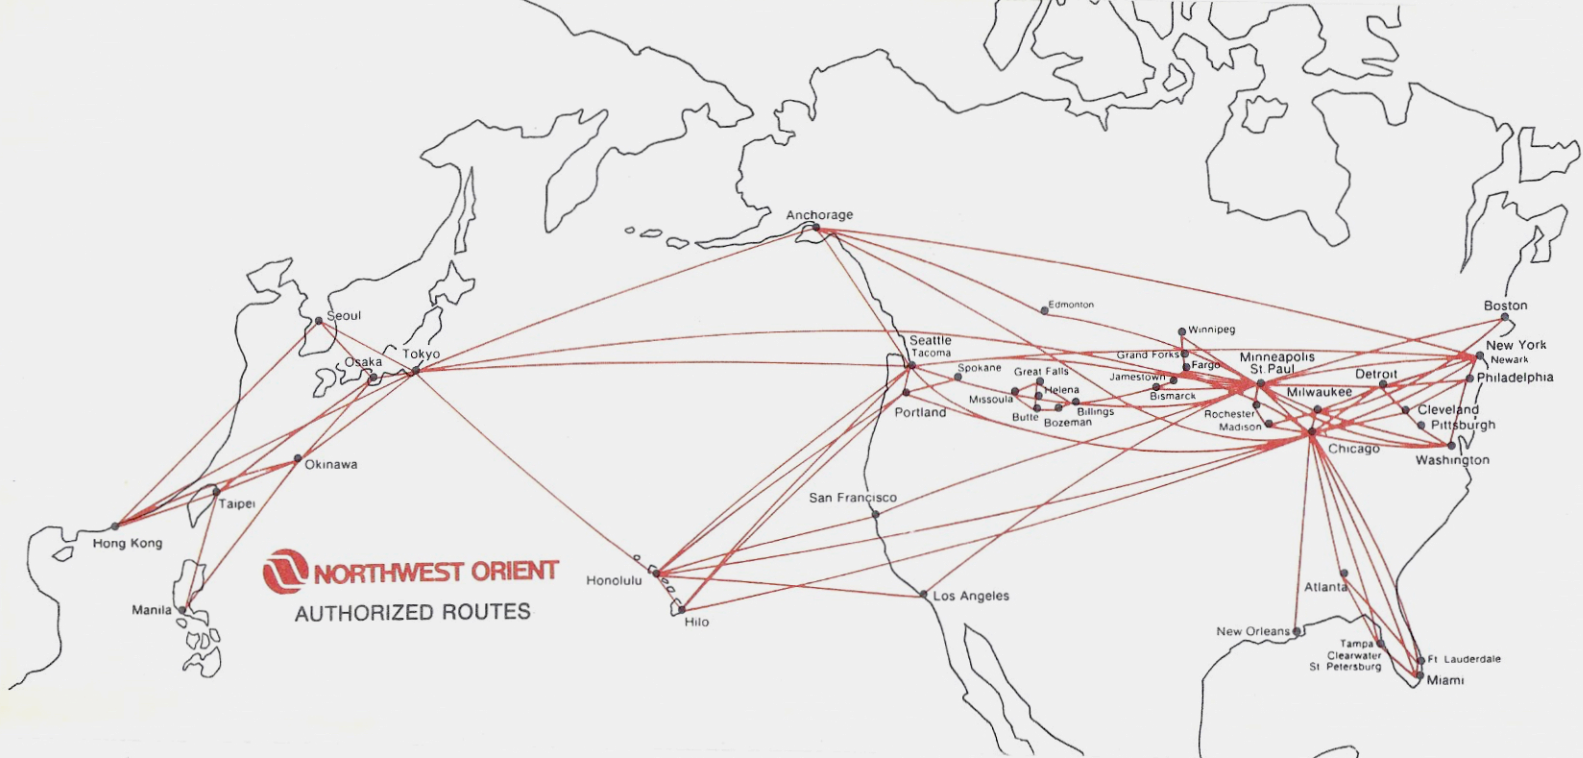 Anchorage
Edmonton
Boston
Seoul
Winnipeg
Seattle
Tacoma
New York
Newark
Osaka
Tokyo
Grand Forks
Minneapolis
St. Paul
Spokane
Great Falls
Fargo
Detroit
Philadelphia
Jamestown
Missoula
Helena
Bismarck
Milwaukee
Portland
Butte
Bozeman
Billings
Rochester
Cleveland
Madison
Pittsburgh
Chicago
Washington
Okinawa
San Francisco
Taipei
Hong Kong
NORTHWEST ORIENT
AUTHORIZED ROUTES
Honolulu
Los Angeles
Atlanta
Manila
Hilo
New Orleans
Tampa
Clearwater
St Petersburg
Ft Lauderdale
Miami